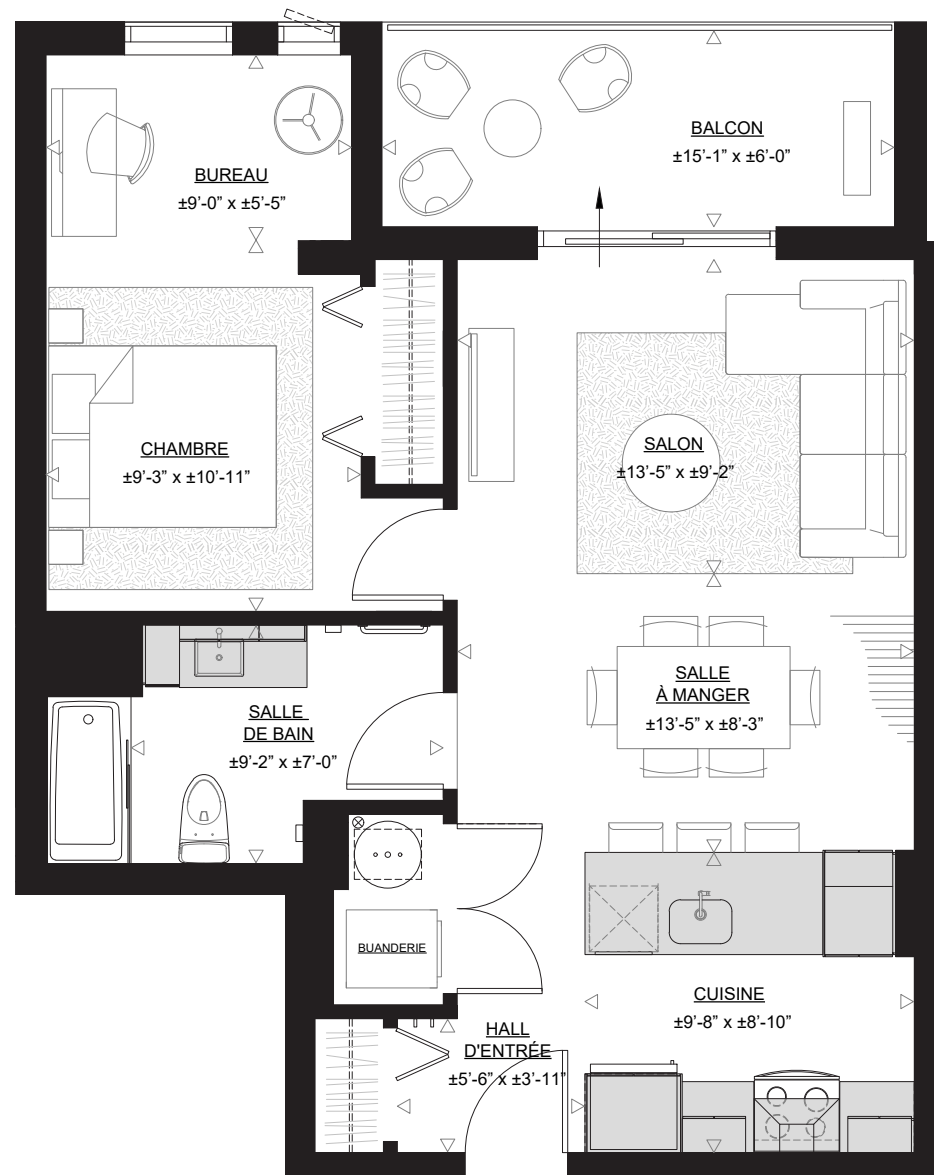 BUREAU
±9’-0” x ±5’-5”
BALCON
±15’-1” x ±6’-0”
CHAMBRE
±9’-3” x ±10’-11”
SALON
±13’-5” x ±9’-2”
SALLE
DE BAIN
±9’-2” x ±7’-0”
SALLE
À MANGER
±13’-5” x ±8’-3”
BUANDERIE
CUISINE
±9’-8” x ±8’-10”
HALL
D'ENTRÉE
±5’-6” x ±3’-11”